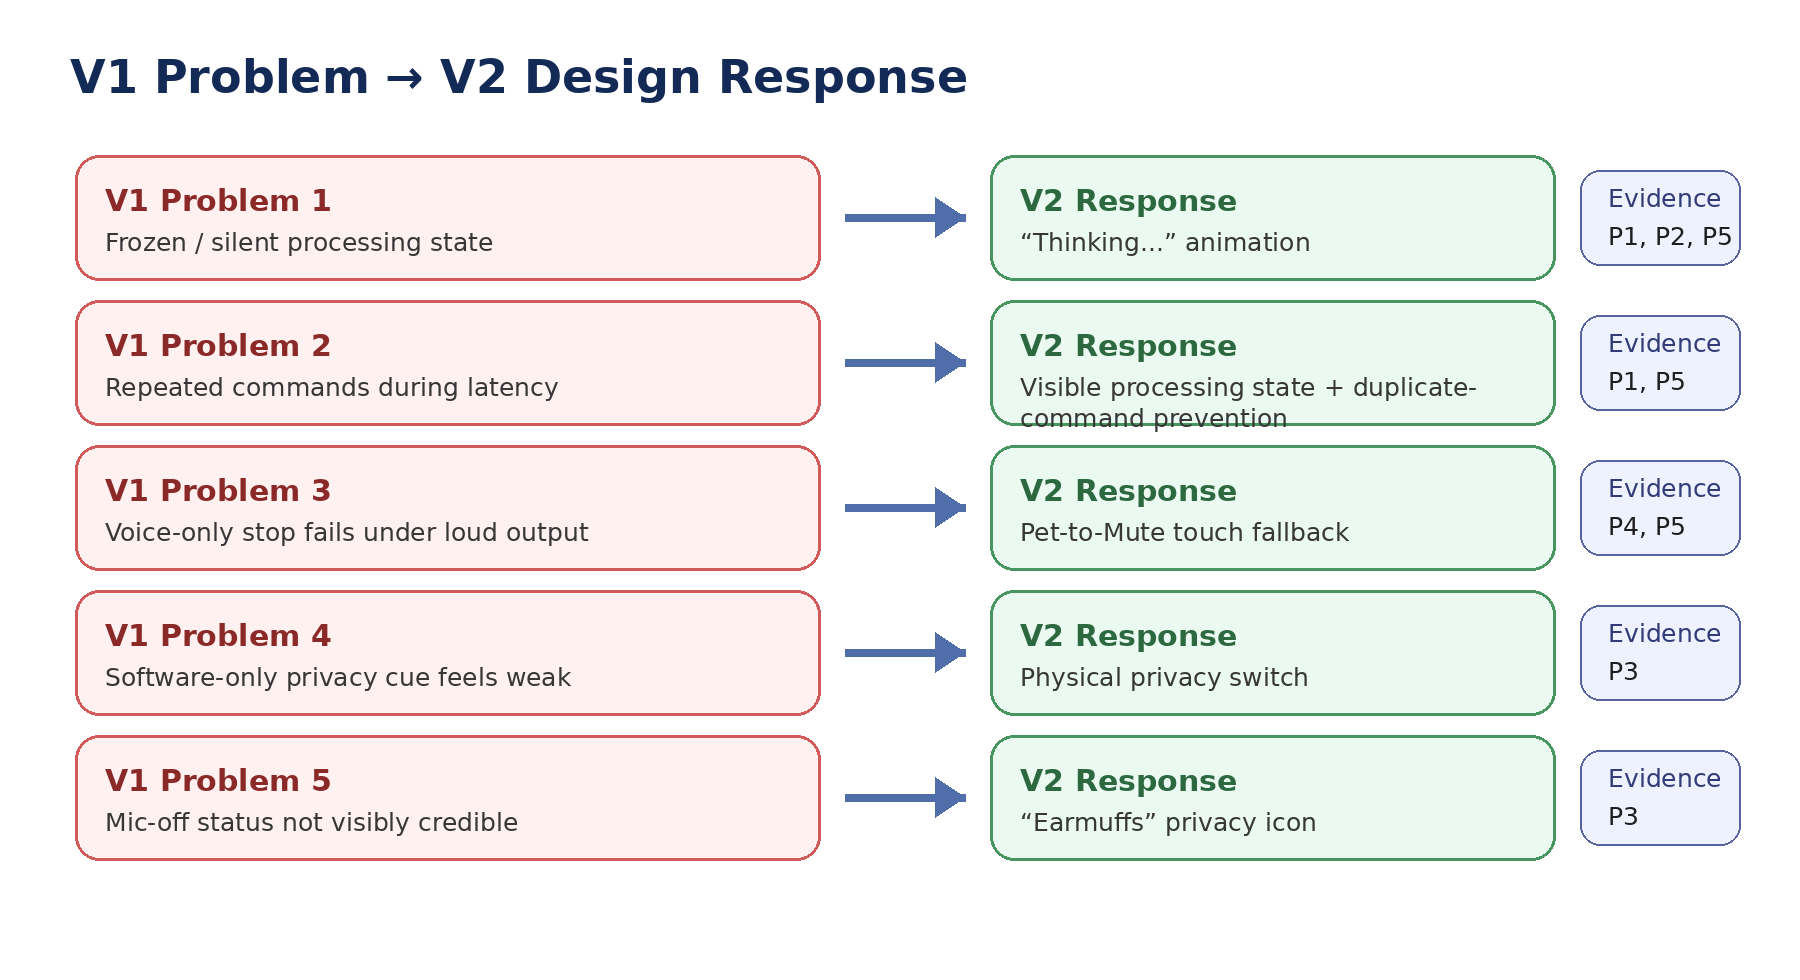 V1 Problem → V2 Design Response
V1 Problem 1
Frozen / silent processing state
V2 Response
“Thinking…” animation
Evidence
P1, P2, P5
V1 Problem 2
Repeated commands during latency
V2 Response
Visible processing state + duplicate-
command prevention
Evidence
P1, P5
V1 Problem 3
Voice-only stop fails under loud output
V2 Response
Pet-to-Mute touch fallback
Evidence
P4, P5
V1 Problem 4
Software-only privacy cue feels weak
V2 Response
Physical privacy switch
Evidence
P3
V1 Problem 5
Mic-off status not visibly credible
V2 Response
“Earmuffs” privacy icon
Evidence
P3